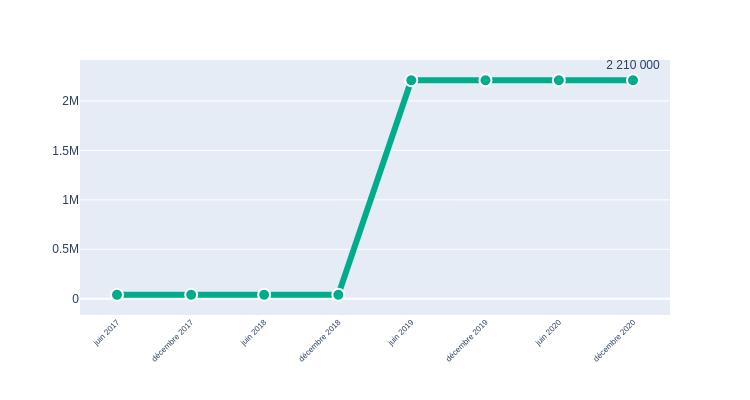 2 210 000
2M
1.5M
1M
0.5M
0
juin 2017
décembre 2017
juin 2018
décembre 2018
juin 2019
décembre 2019
juin 2020
décembre 2020